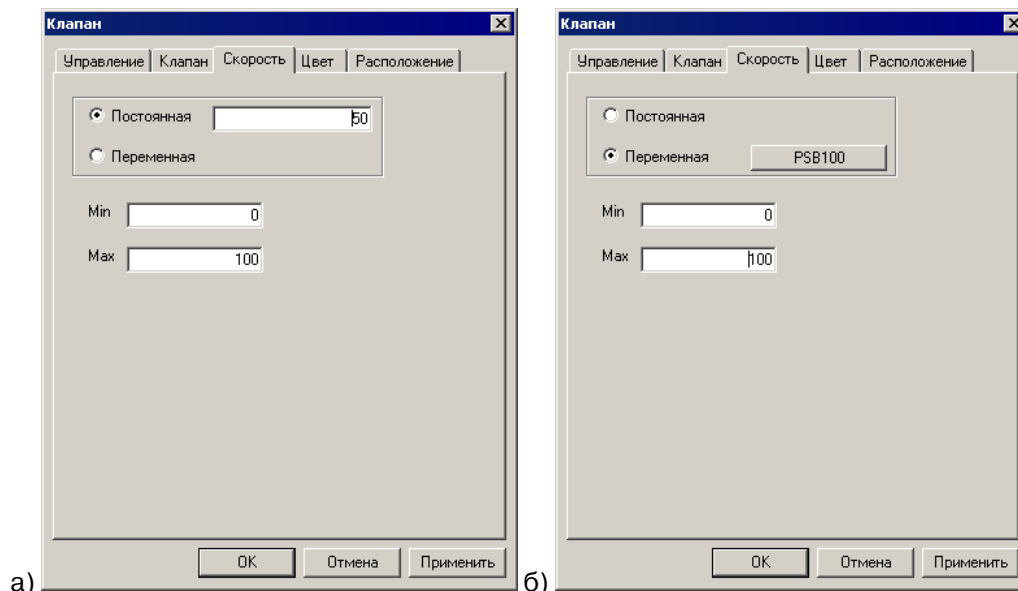 Клапан
Управление Клапан Скорость Цвет Расположение
Постоянная 50
Переменная
Min 0
Max 100
OK Отмена Применить
а)
Клапан
Управление Клапан Скорость Цвет Расположение
Постоянная
Переменная PSB100
Min 0
Max 100
OK Отмена Применить
б)